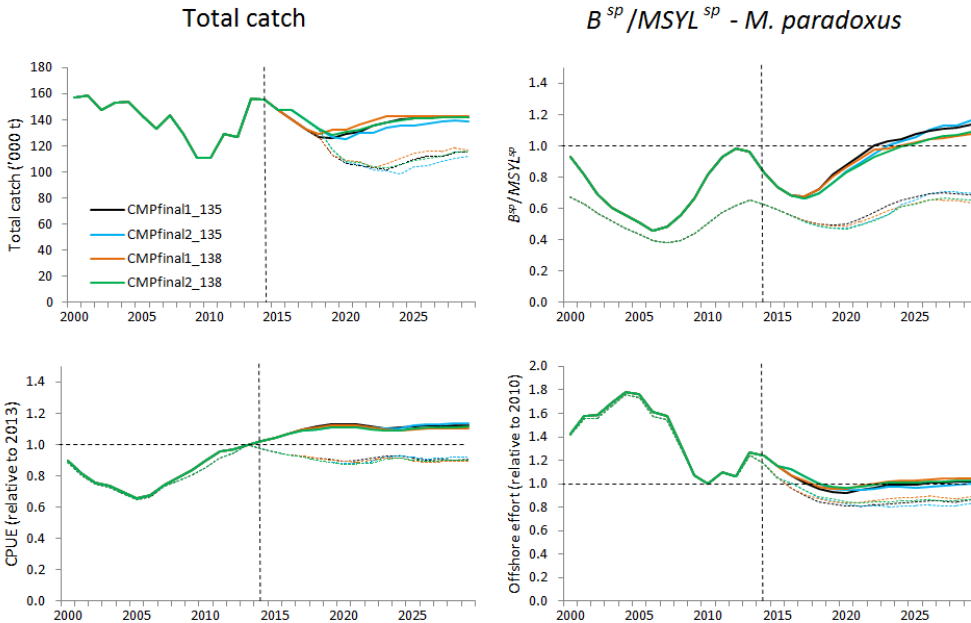 Total catch
B sp /MSYL sp - M. paradoxus
Total catch ('000 t)
180
160
140
120
100
80
60
40
20
0
CMPfinal1_135
CMPfinal2_135
CMPfinal1_138
CMPfinal2_138
2000 2005 2010 2015 2020 2025
B sp /MSYL sp
1.4
1.2
1.0
0.8
0.6
0.4
0.2
0.0
2000 2005 2010 2015 2020 2025
CPUE (relative to 2013)
1.4
1.2
1.0
0.8
0.6
0.4
0.2
0.0
2000 2005 2010 2015 2020 2025
Offshore effort (relative to 2010)
2.0
1.8
1.6
1.4
1.2
1.0
0.8
0.6
0.4
0.2
0.0
2000 2005 2010 2015 2020 2025